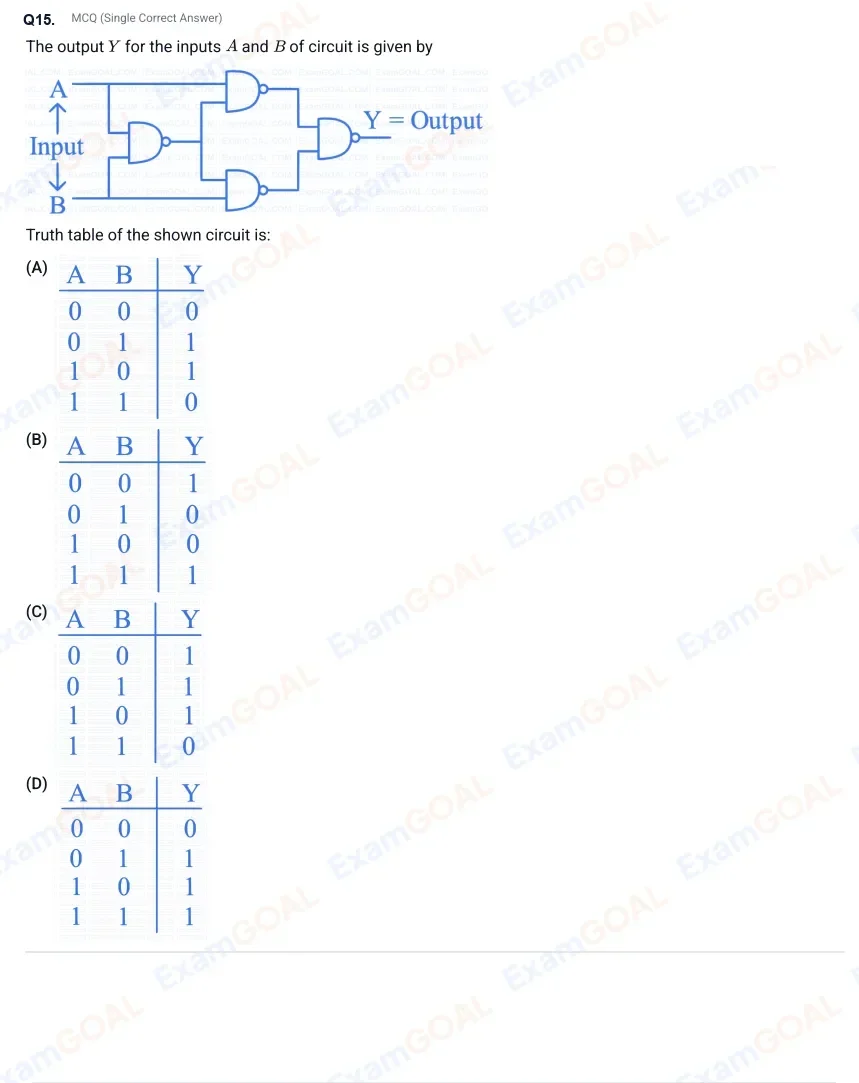 Q15. MCQ (Single Correct Answer)
The output Y for the inputs A and B of circuit is given by
A
Input
B
Y = Output
Truth table of the shown circuit is:
(A)
A B Y
0 0 0
0 1 1
1 0 1
1 1 0
(B)
A B Y
0 0 1
0 1 0
1 0 0
1 1 1
(C)
A B Y
0 0 1
0 1 1
1 0 1
1 1 0
(D)
A B Y
0 0 0
0 1 1
1 0 1
1 1 1
ExamGOAL